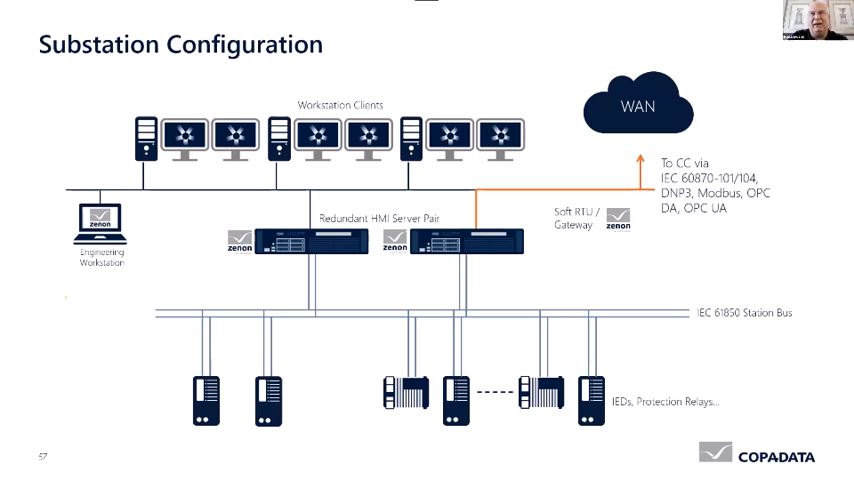 Substation Configuration
Workstation Clients
WAN
To CC via
IEC 60870-101/104,
DNP3, Modbus, OPC
DA, OPC UA
Soft RTU /
Gateway
zenon
Redundant HMI Server Pair
zenon
zenon
zenon
Engineering
Workstation
IEC 61850 Station Bus
IEDs, Protection Relays...
57
COPADATA